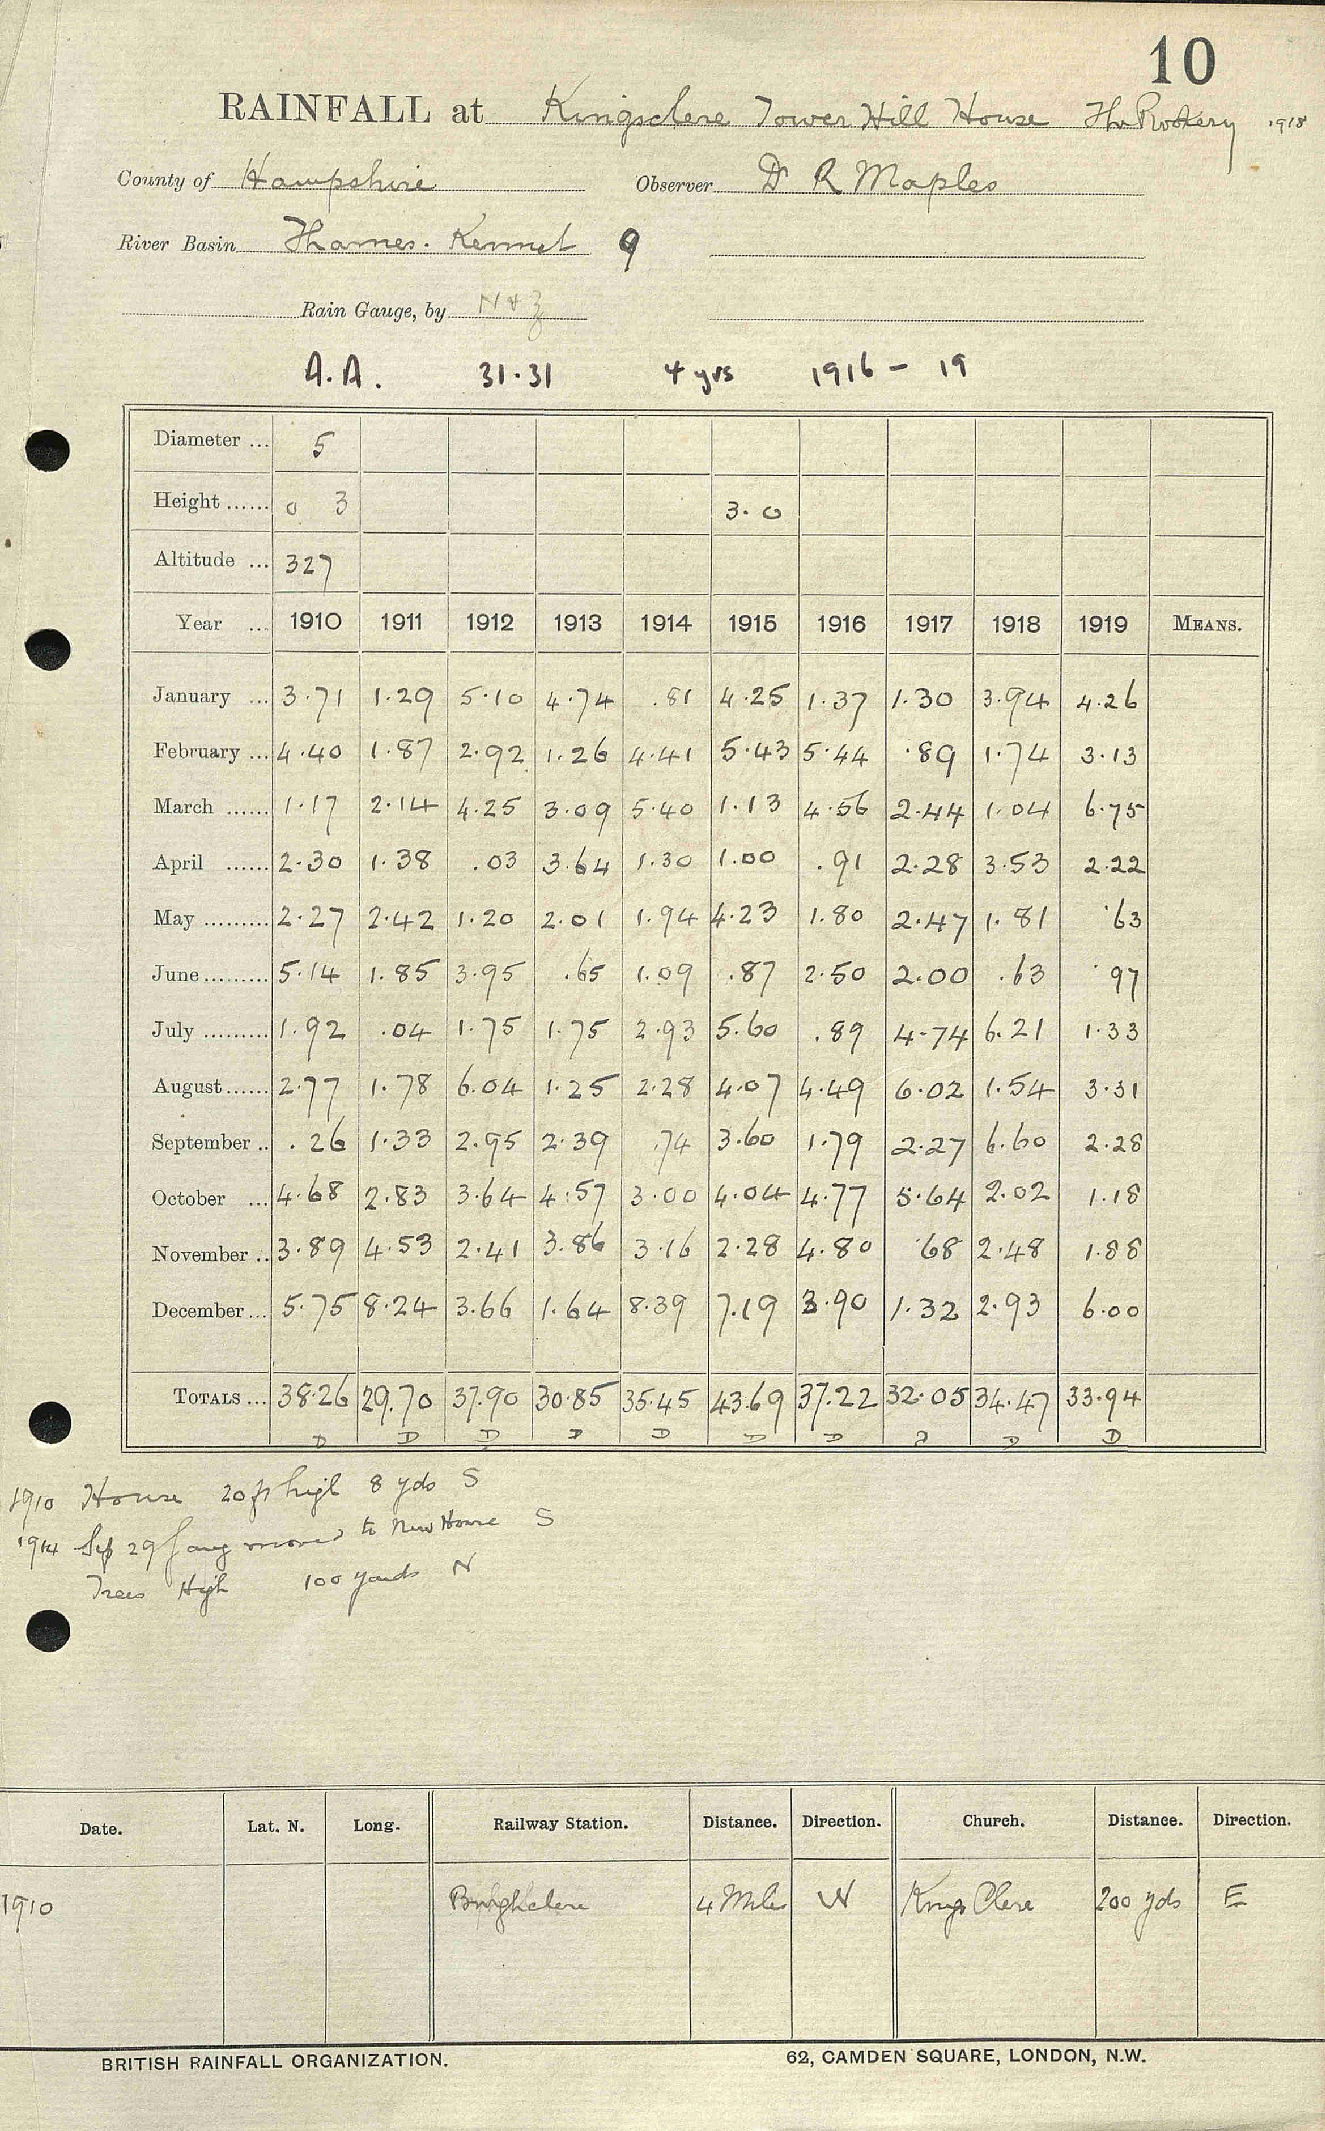 10
RAINFALL at Kingsclere Tower Hill House The Rookery 1918
County of Hampshire Observer Dr R Maples
River Basin Thames. Kennet 9
Rain Gauge, by N & Z
A.A. 31.31 4 yrs 1916 - 19
Diameter ... 5
Height ...... 0 3 3.0
Altitude ... 327
Year ... 1910 1911 1912 1913 1914 1915 1916 1917 1918 1919 MEANS.
January ... 3.71 1.29 5.10 4.74 .81 4.25 1.37 1.30 3.94 4.26
February ... 4.40 1.87 2.92 1.26 4.41 5.43 5.44 .89 1.74 3.13
March ...... 1.17 2.14 4.25 3.09 5.40 1.13 4.56 2.44 1.04 6.75
April ...... 2.30 1.38 .03 3.64 1.30 1.00 .91 2.28 3.53 2.22
May ......... 2.27 2.42 1.20 2.01 1.94 4.23 1.80 2.47 1.81 .63
June ......... 5.14 1.85 3.95 .65 1.09 .87 2.50 2.00 .63 .97
July ......... 1.92 .04 1.75 1.75 2.93 5.60 .89 4.74 6.21 1.33
August ...... 2.77 1.78 6.04 1.25 2.28 4.07 4.49 6.02 1.54 3.31
September .. .26 1.33 2.95 2.39 .74 3.60 1.79 2.27 6.60 2.28
October ... 4.68 2.83 3.64 4.57 3.00 4.04 4.77 5.64 2.02 1.18
November .. 3.89 4.53 2.41 3.86 3.16 2.28 4.80 .68 2.48 1.88
December ... 5.75 8.24 3.66 1.64 8.39 7.19 3.90 1.32 2.93 6.00
TOTALS ... 38.26 29.70 37.90 30.85 35.45 43.69 37.22 32.05 34.47 33.94
D D D D D D D D D D
1910 House 20 ft high 8 yds S
1914 Sep 29 Gauge moved to New House S
Trees High 100 yards N
Date. Lat. N. Long. Railway Station. Distance. Direction. Church. Distance. Direction.
1910 Burghclere 4 Miles W Kings Clere 200 yds E
BRITISH RAINFALL ORGANIZATION. 62, CAMDEN SQUARE, LONDON, N.W.